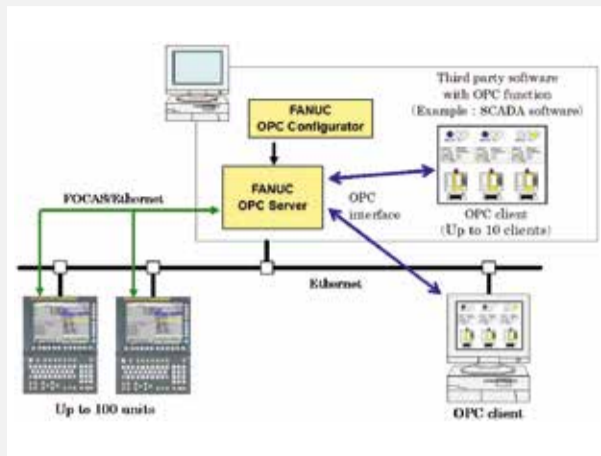 Third party software
with OPC function
(Example : SCADA software)
FANUC
OPC Configurator
FANUC
OPC Server
FOCAS/Ethernet
OPC
interface
OPC client
(Up to 10 clients)
Ethernet
Up to 100 units
OPC client